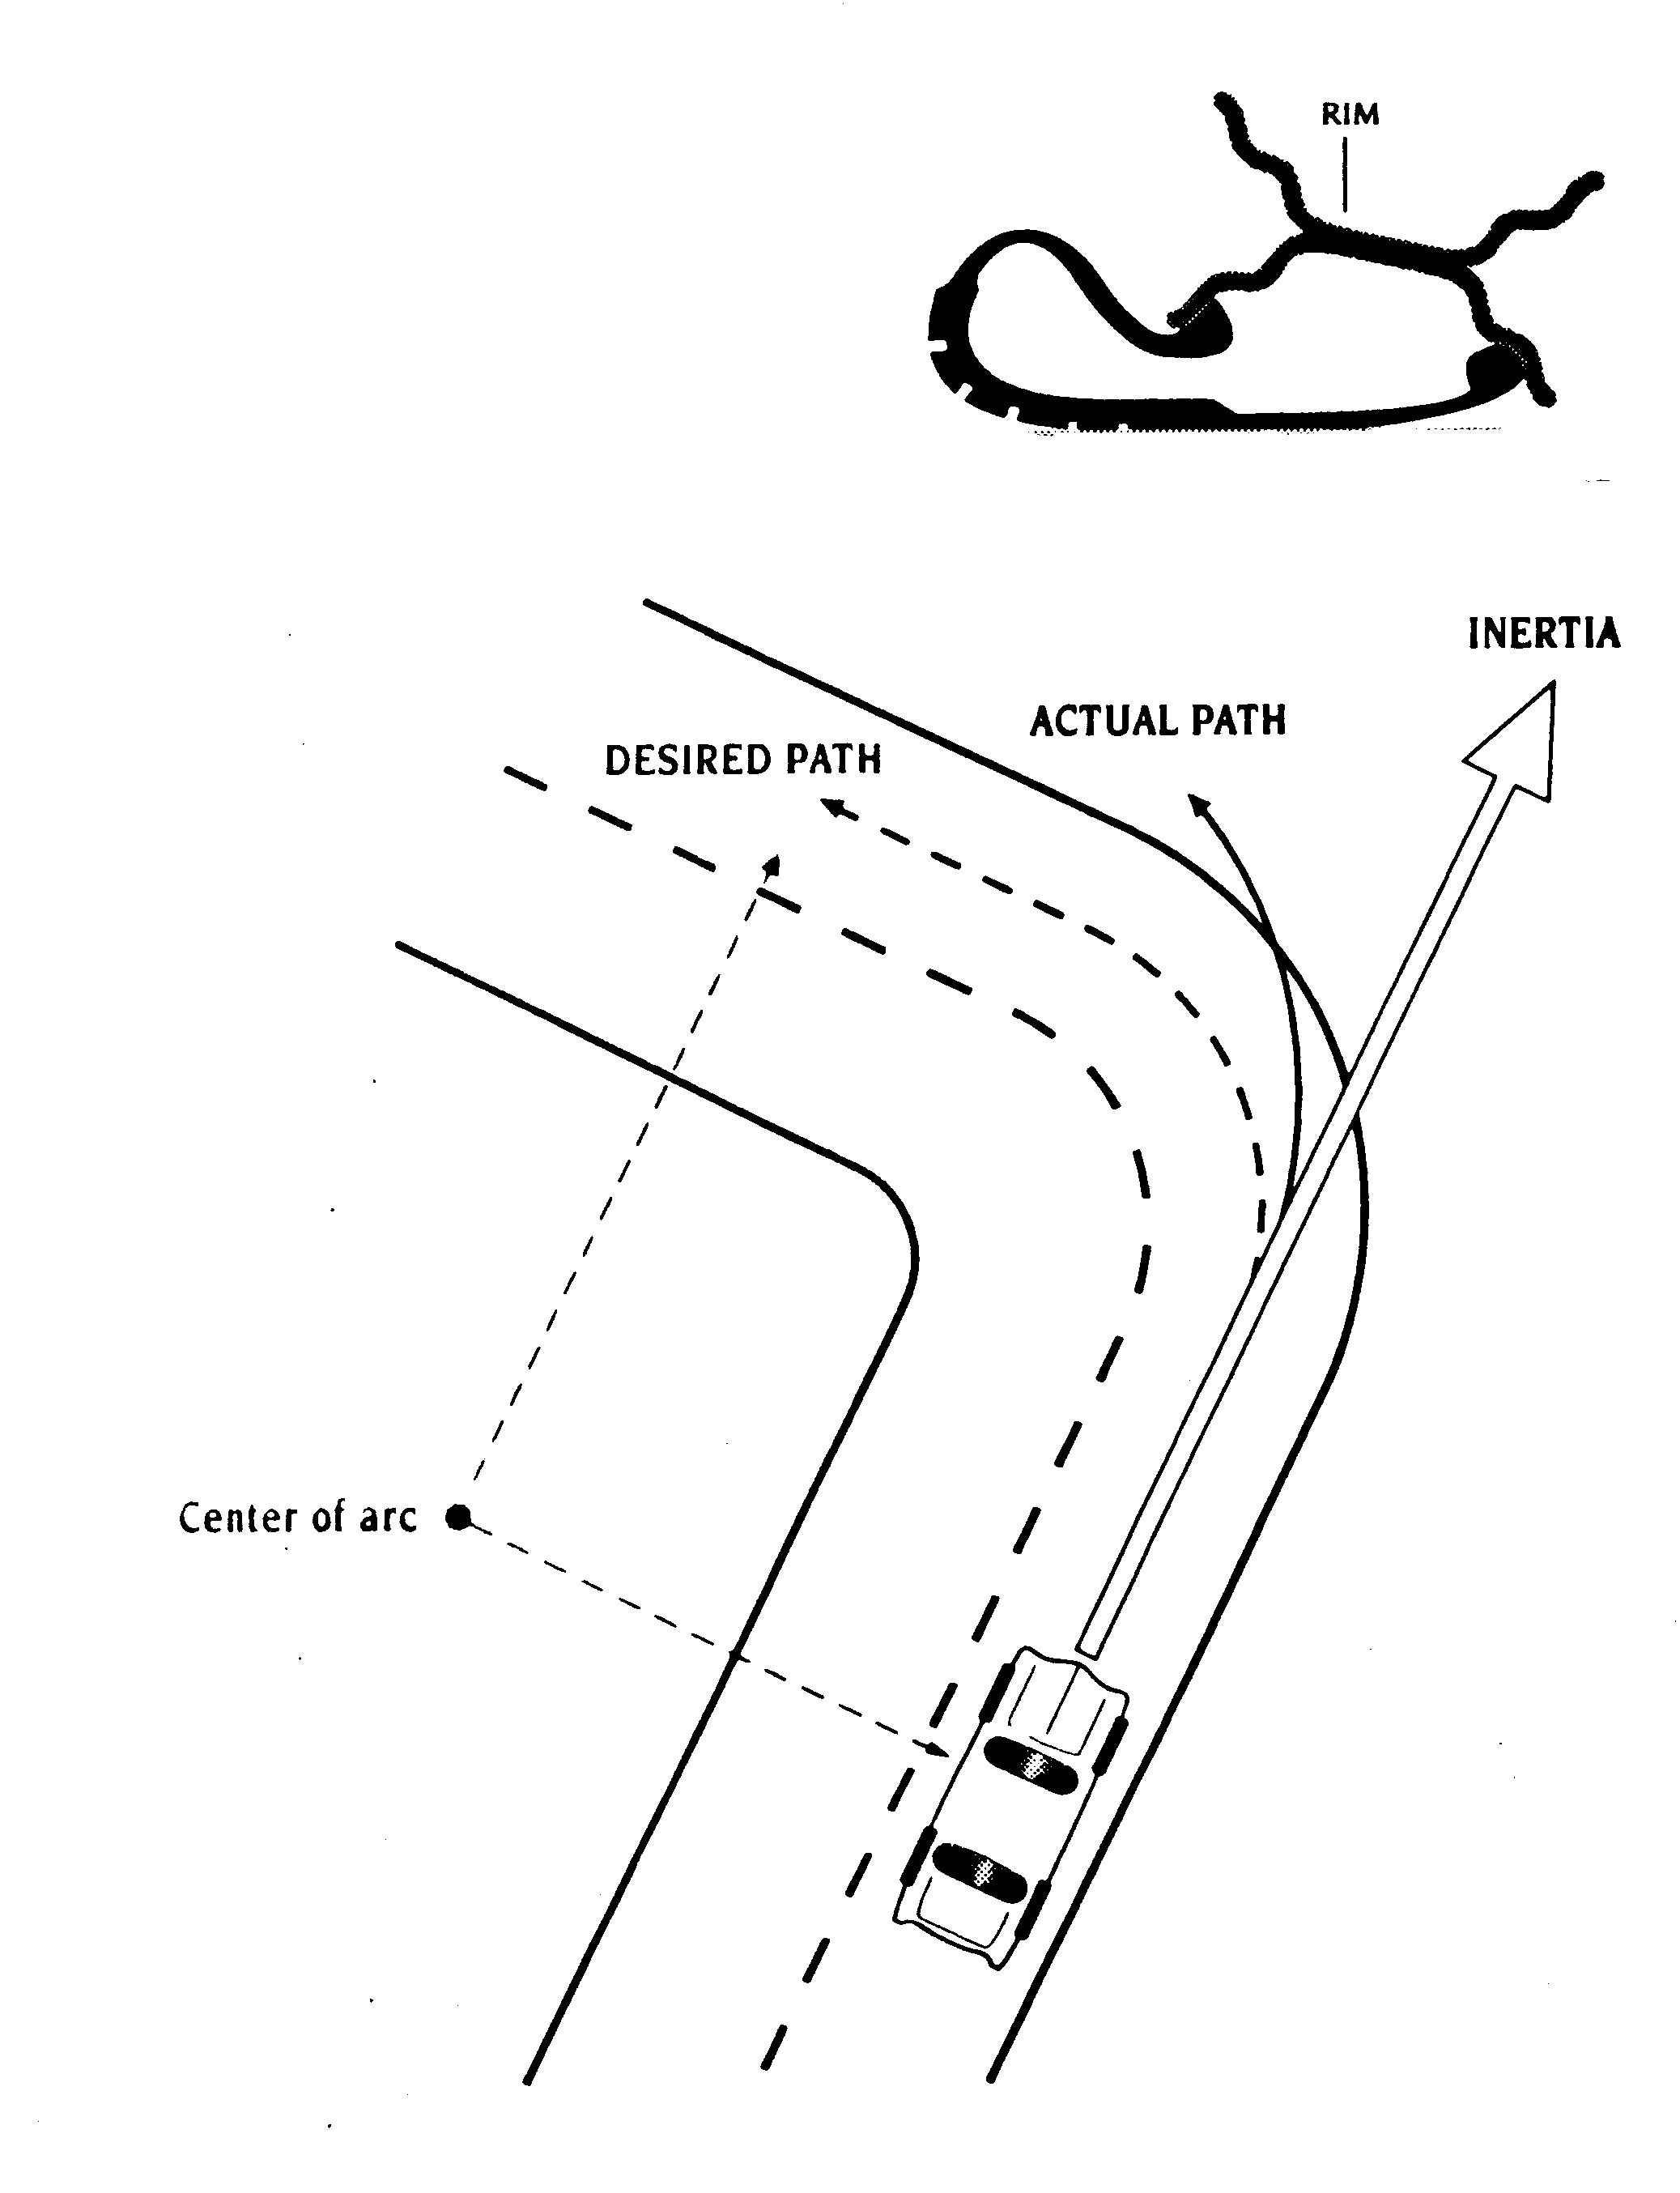 RIM
INERTIA
ACTUAL PATH
DESIRED PATH
Center of arc